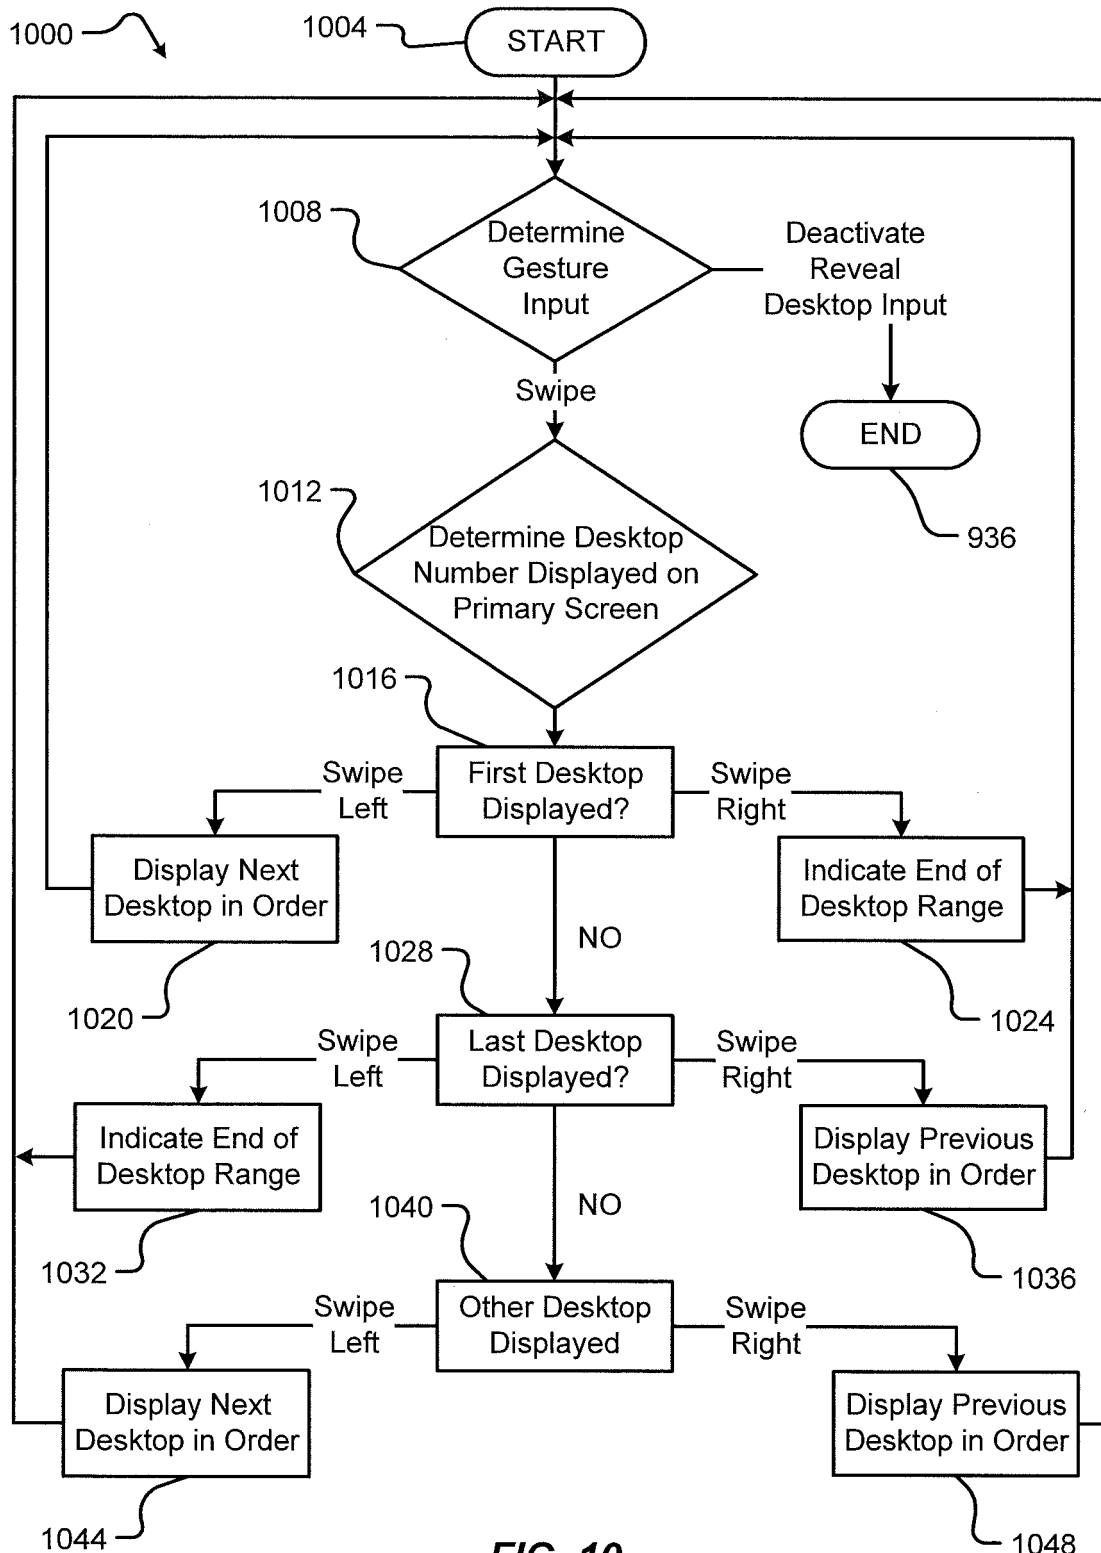 1000
1004
START
1008
Determine
Gesture
Input
Deactivate
Reveal
Desktop Input
Swipe
END
936
1012
Determine Desktop
Number Displayed on
Primary Screen
1016
First Desktop
Displayed?
Swipe
Left
Swipe
Right
Display Next
Desktop in Order
1020
Indicate End of
Desktop Range
1024
NO
1028
Last Desktop
Displayed?
Swipe
Left
Swipe
Right
Indicate End of
Desktop Range
1032
Display Previous
Desktop in Order
1036
NO
1040
Other Desktop
Displayed
Swipe
Left
Swipe
Right
Display Next
Desktop in Order
1044
Display Previous
Desktop in Order
1048
FIG. 10